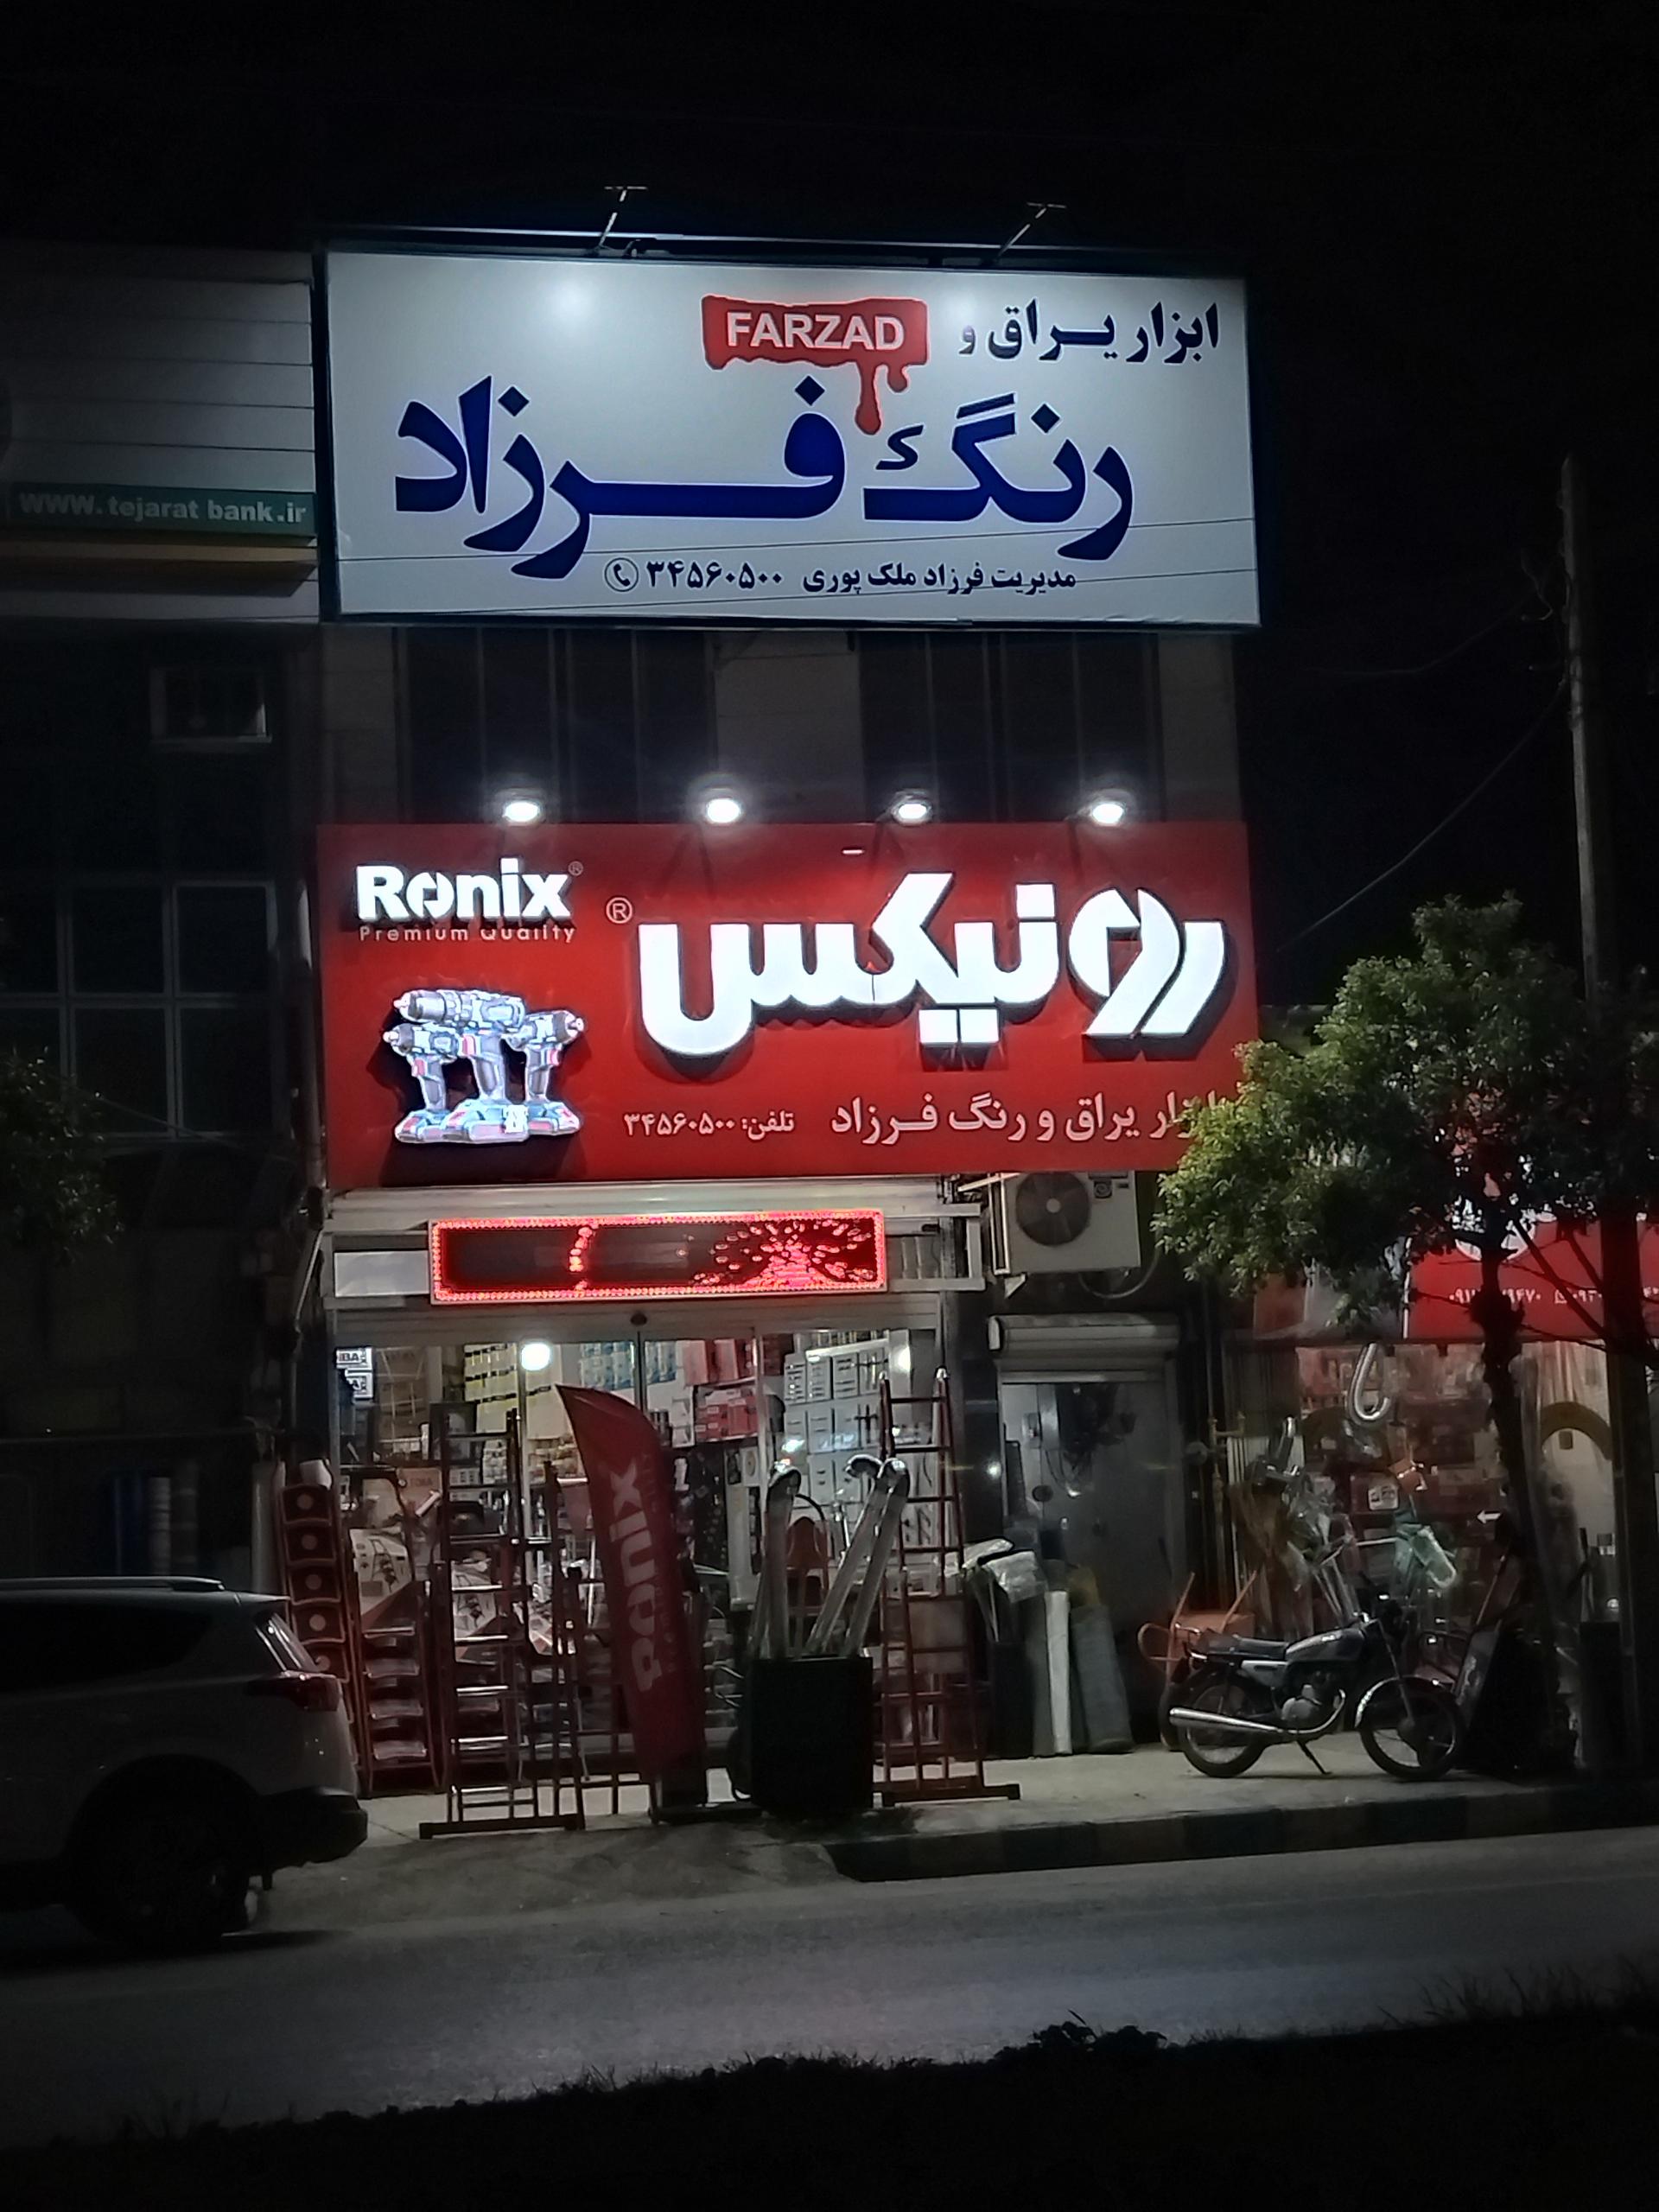 ابزار یراق و
FARZAD
رنگ فرزاد
مدیریت فرزاد ملک پوری ۳۴۵۶۰۵۰۰
www.tejarat bank.ir
Ronix®
Premium Quality
رونیکس®
ابزار یراق و رنگ فرزاد تلفن: ۳۴۵۶۰۵۰۰
Ronix